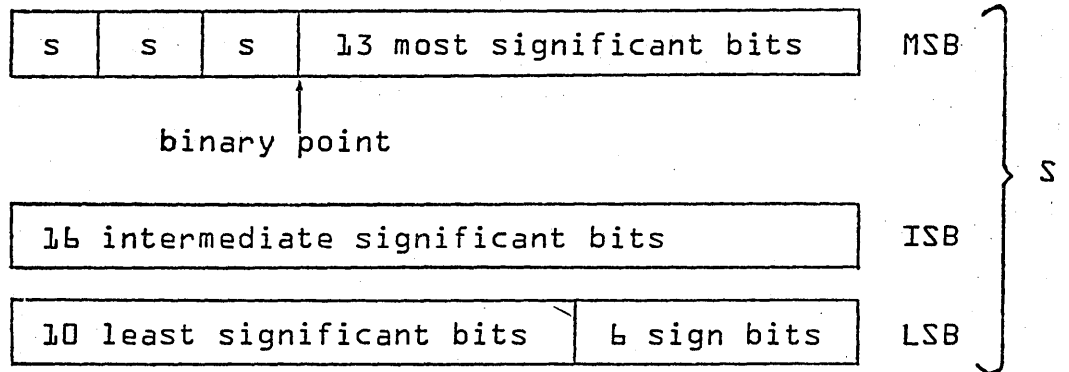 s s s 13 most significant bits MSB
binary point
S
16 intermediate significant bits ISB
10 least significant bits 6 sign bits LSB